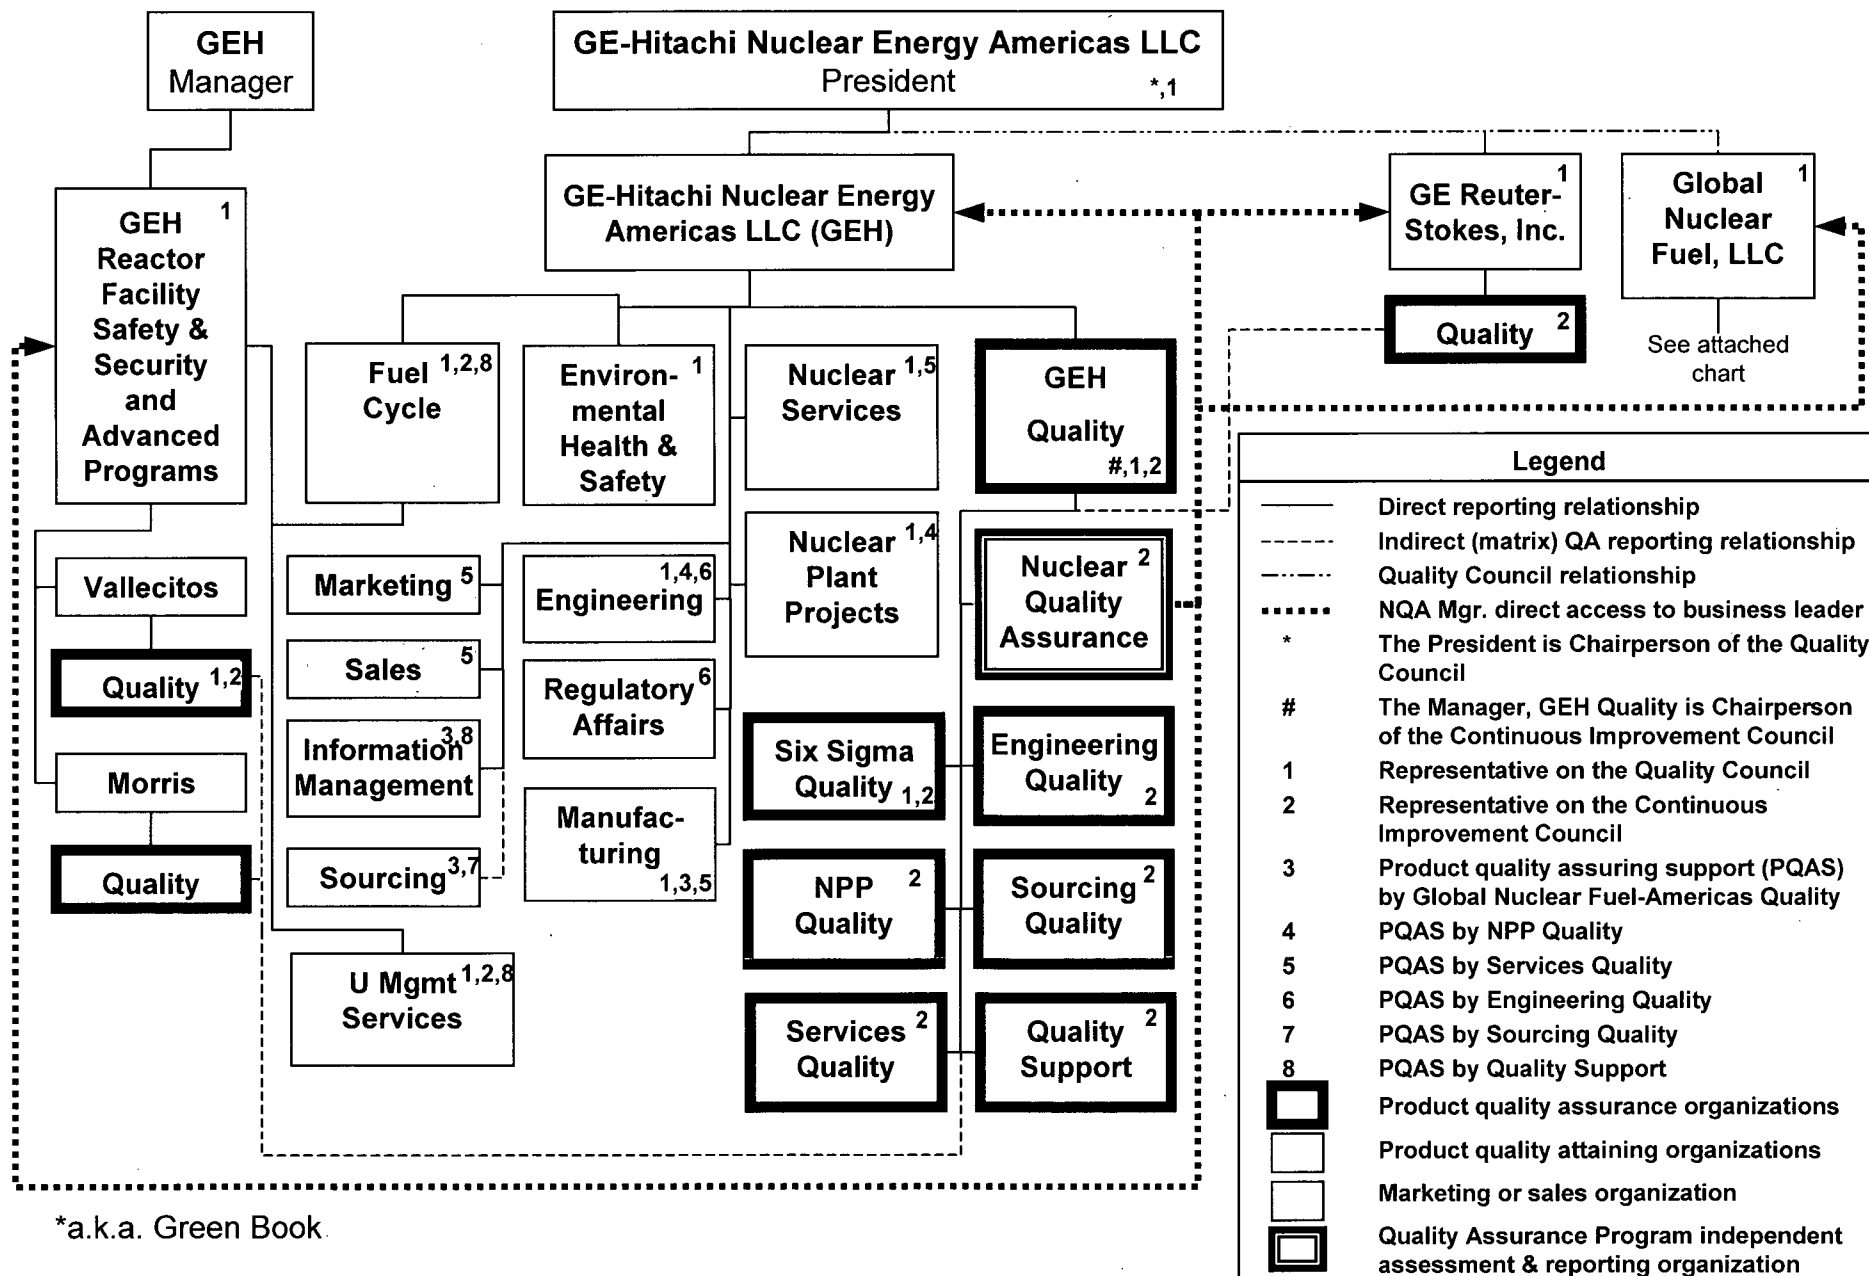 GEH
Manager
GE-Hitachi Nuclear Energy Americas LLC
President
*,1
GEH 1
Reactor
Facility
Safety &
Security
and
Advanced
Programs
GE-Hitachi Nuclear Energy
Americas LLC (GEH)
1
GE Reuter-
Stokes, Inc.
Global 1
Nuclear
Fuel, LLC
Quality 2
See attached
chart
Fuel 1,2,8
Cycle
Environ-
mental 1
Health &
Safety
Nuclear 1,5
Services
GEH
Quality
#,1,2
Vallecitos
Quality 1,2
Morris
Quality
Marketing 5
Sales 5
Information 3,8
Management
Sourcing 3,7
U Mgmt 1,2,8
Services
1,4,6
Engineering
Regulatory 6
Affairs
Manufac-
turing
1,3,5
Nuclear 1,4
Plant
Projects
Nuclear 2
Quality
Assurance
Six Sigma
Quality 1,2
Engineering
Quality
2
NPP 2
Quality
Sourcing 2
Quality
Services 2
Quality
Quality 2
Support
Legend
Direct reporting relationship
Indirect (matrix) QA reporting relationship
Quality Council relationship
NQA Mgr. direct access to business leader
* The President is Chairperson of the Quality
Council
# The Manager, GEH Quality is Chairperson
of the Continuous Improvement Council
1 Representative on the Quality Council
2 Representative on the Continuous
Improvement Council
3 Product quality assuring support (PQAS)
by Global Nuclear Fuel-Americas Quality
4 PQAS by NPP Quality
5 PQAS by Services Quality
6 PQAS by Engineering Quality
7 PQAS by Sourcing Quality
8 PQAS by Quality Support
Product quality assurance organizations
Product quality attaining organizations
Marketing or sales organization
Quality Assurance Program independent
assessment & reporting organization
*a.k.a. Green Book